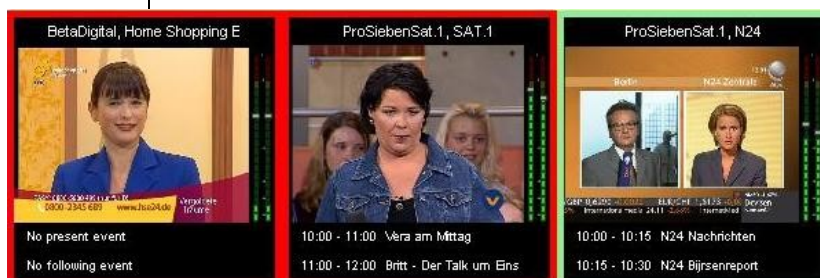 BetaDigital, Home Shopping E
0800-2345 689 www.hse24.de
No present event
No following event
ProSiebenSat.1, SAT.1
10:00 - 11:00 Vera am Mittag
11:00 - 12:00 Britt - Der Talk um Eins
ProSiebenSat.1, N24
Berlin N24 Zentrale
10:00 - 10:15 N24 Nachrichten
10:15 - 10:30 N24 Bijrsenreport